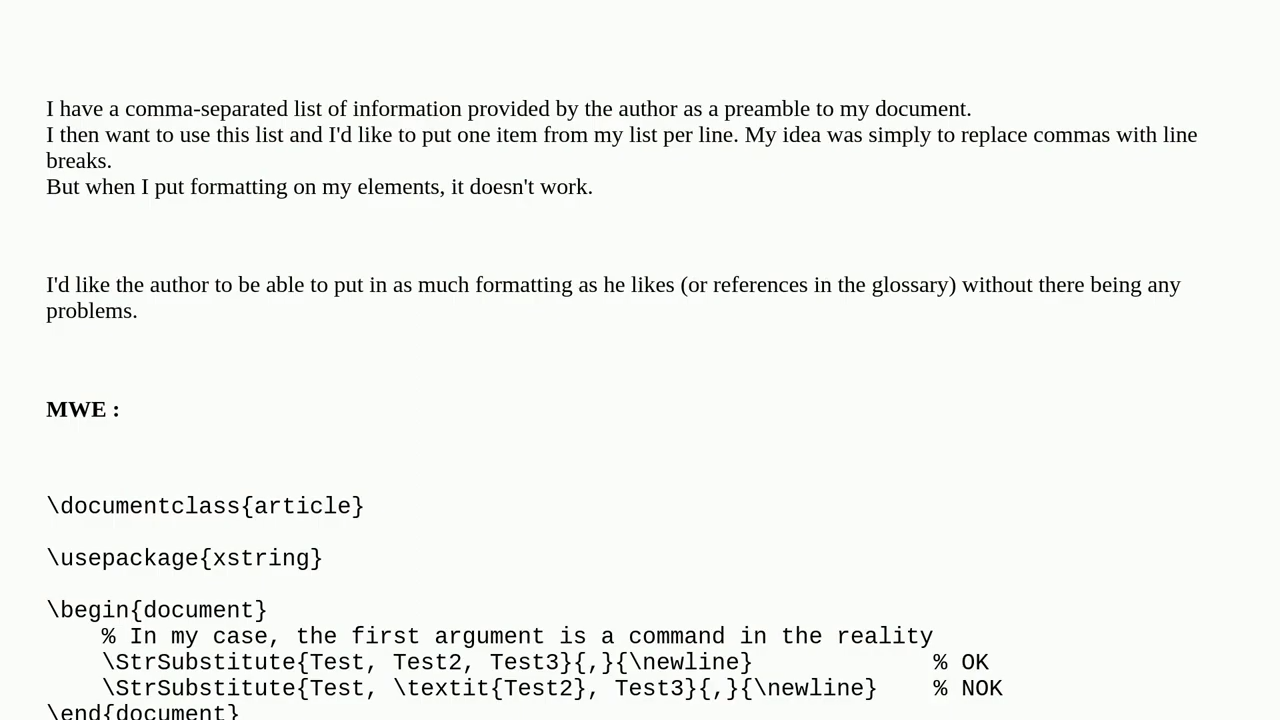 I have a comma-separated list of information provided by the author as a preamble to my document.
I then want to use this list and I'd like to put one item from my list per line. My idea was simply to replace commas with line
breaks.
But when I put formatting on my elements, it doesn't work.
I'd like the author to be able to put in as much formatting as he likes (or references in the glossary) without there being any
problems.
MWE :
\documentclass{article}
\usepackage{xstring}
\begin{document}
    % In my case, the first argument is a command in the reality
    \StrSubstitute{Test, Test2, Test3}{,}{\newline}             % OK
    \StrSubstitute{Test, \textit{Test2}, Test3}{,}{\newline}    % NOK
\end{document}